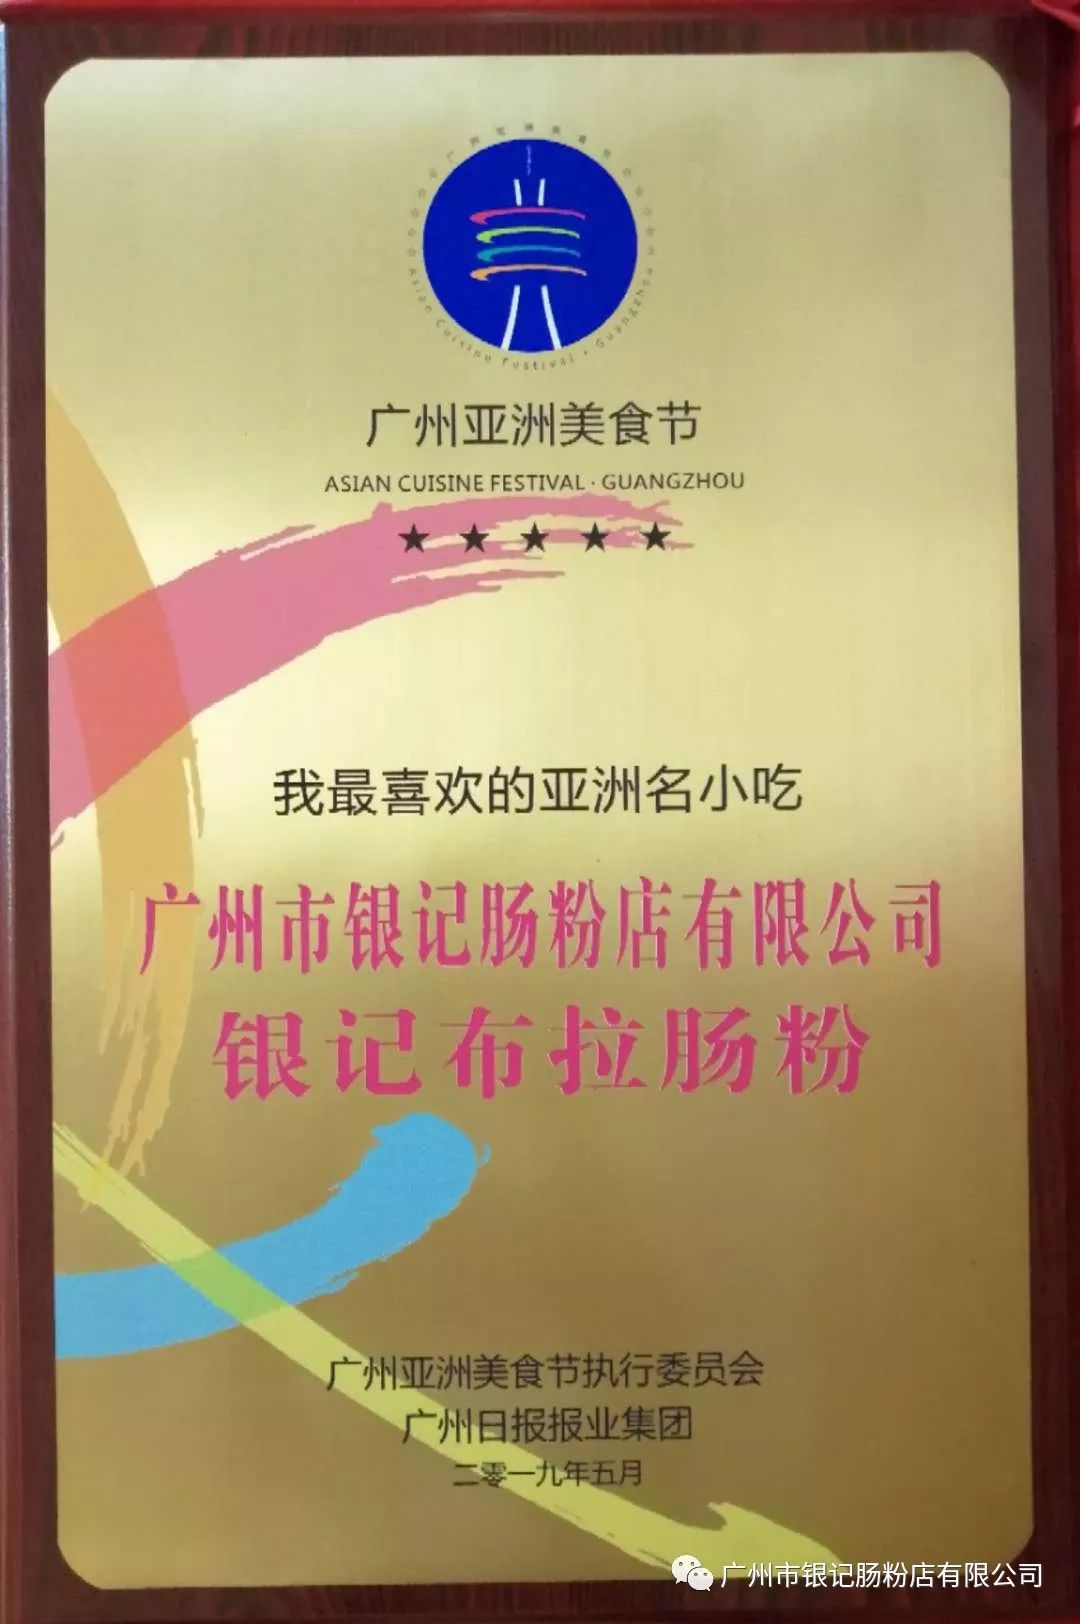 Asian Cuisine Festival · Guangzhou
广州亚洲美食节
ASIAN CUISINE FESTIVAL · GUANGZHOU
★ ★ ★ ★ ★
我最喜欢的亚洲名小吃
广州市银记肠粉店有限公司
银记布拉肠粉
广州亚洲美食节执行委员会
广州日报报业集团
二零一九年五月
广州市银记肠粉店有限公司